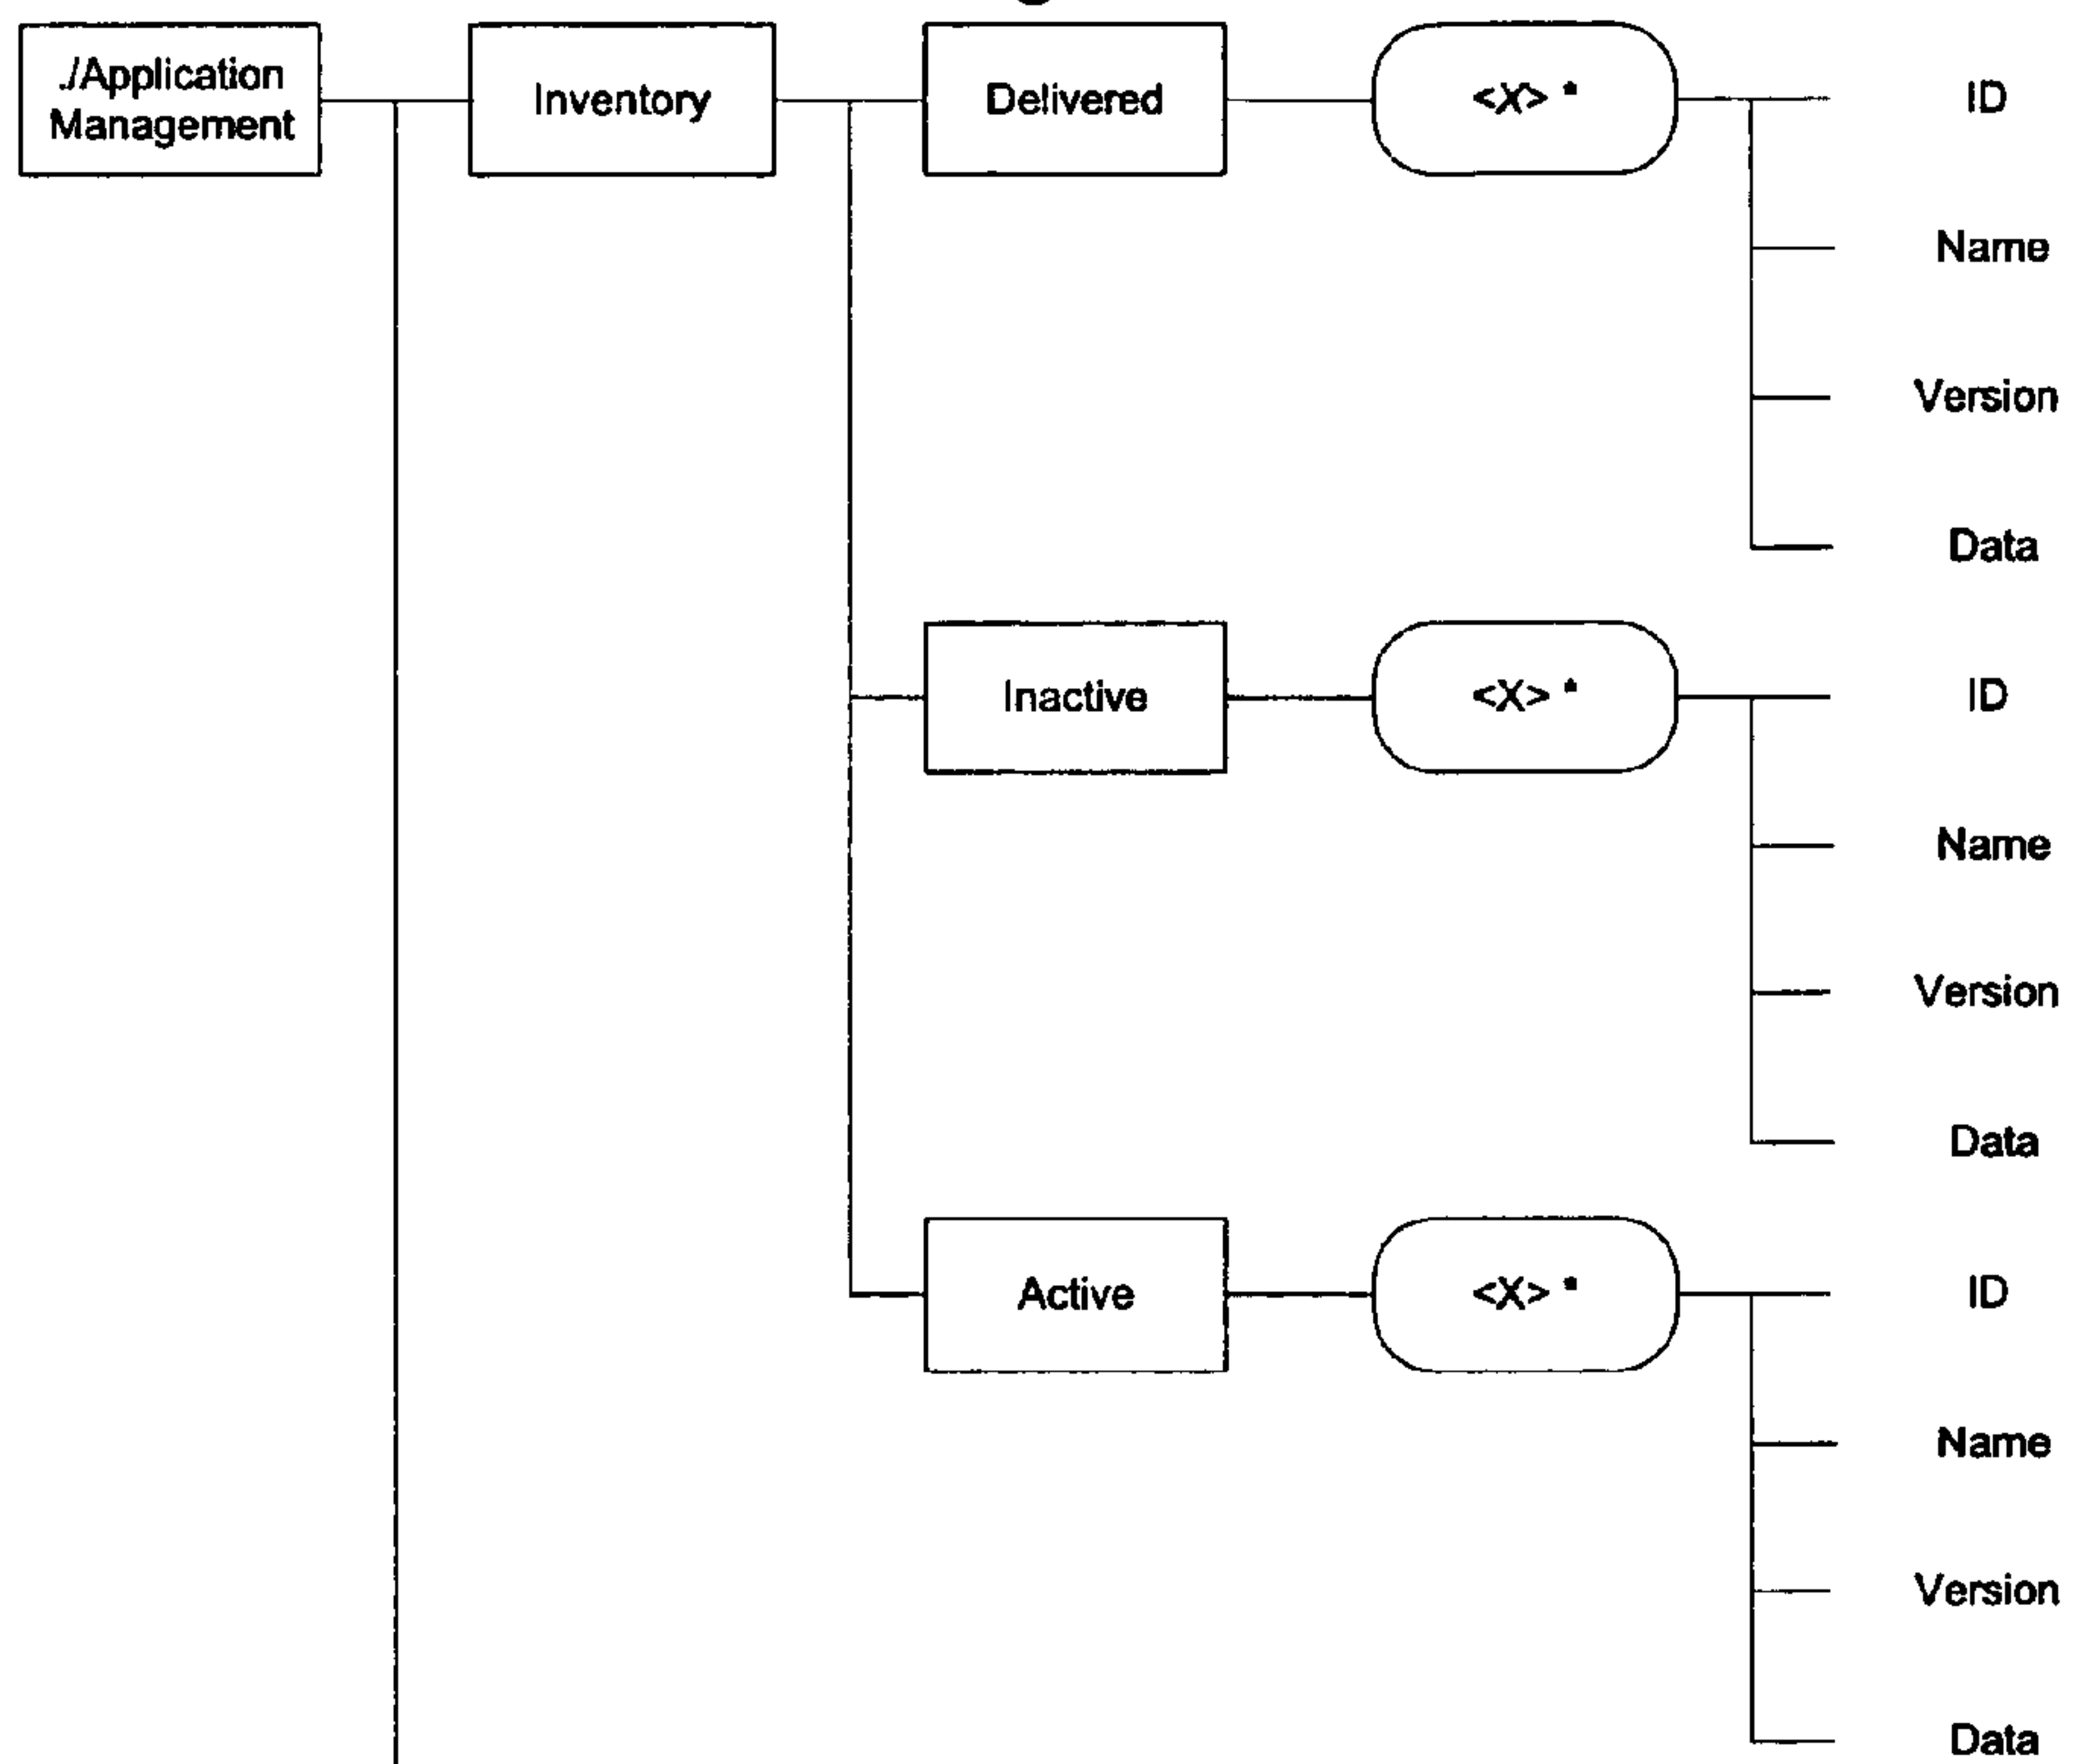 ./Application
Management
Inventory
Delivered
<X> *
ID
Name
Version
Data
Inactive
<X> *
ID
Name
Version
Data
Active
<X> *
ID
Name
Version
Data